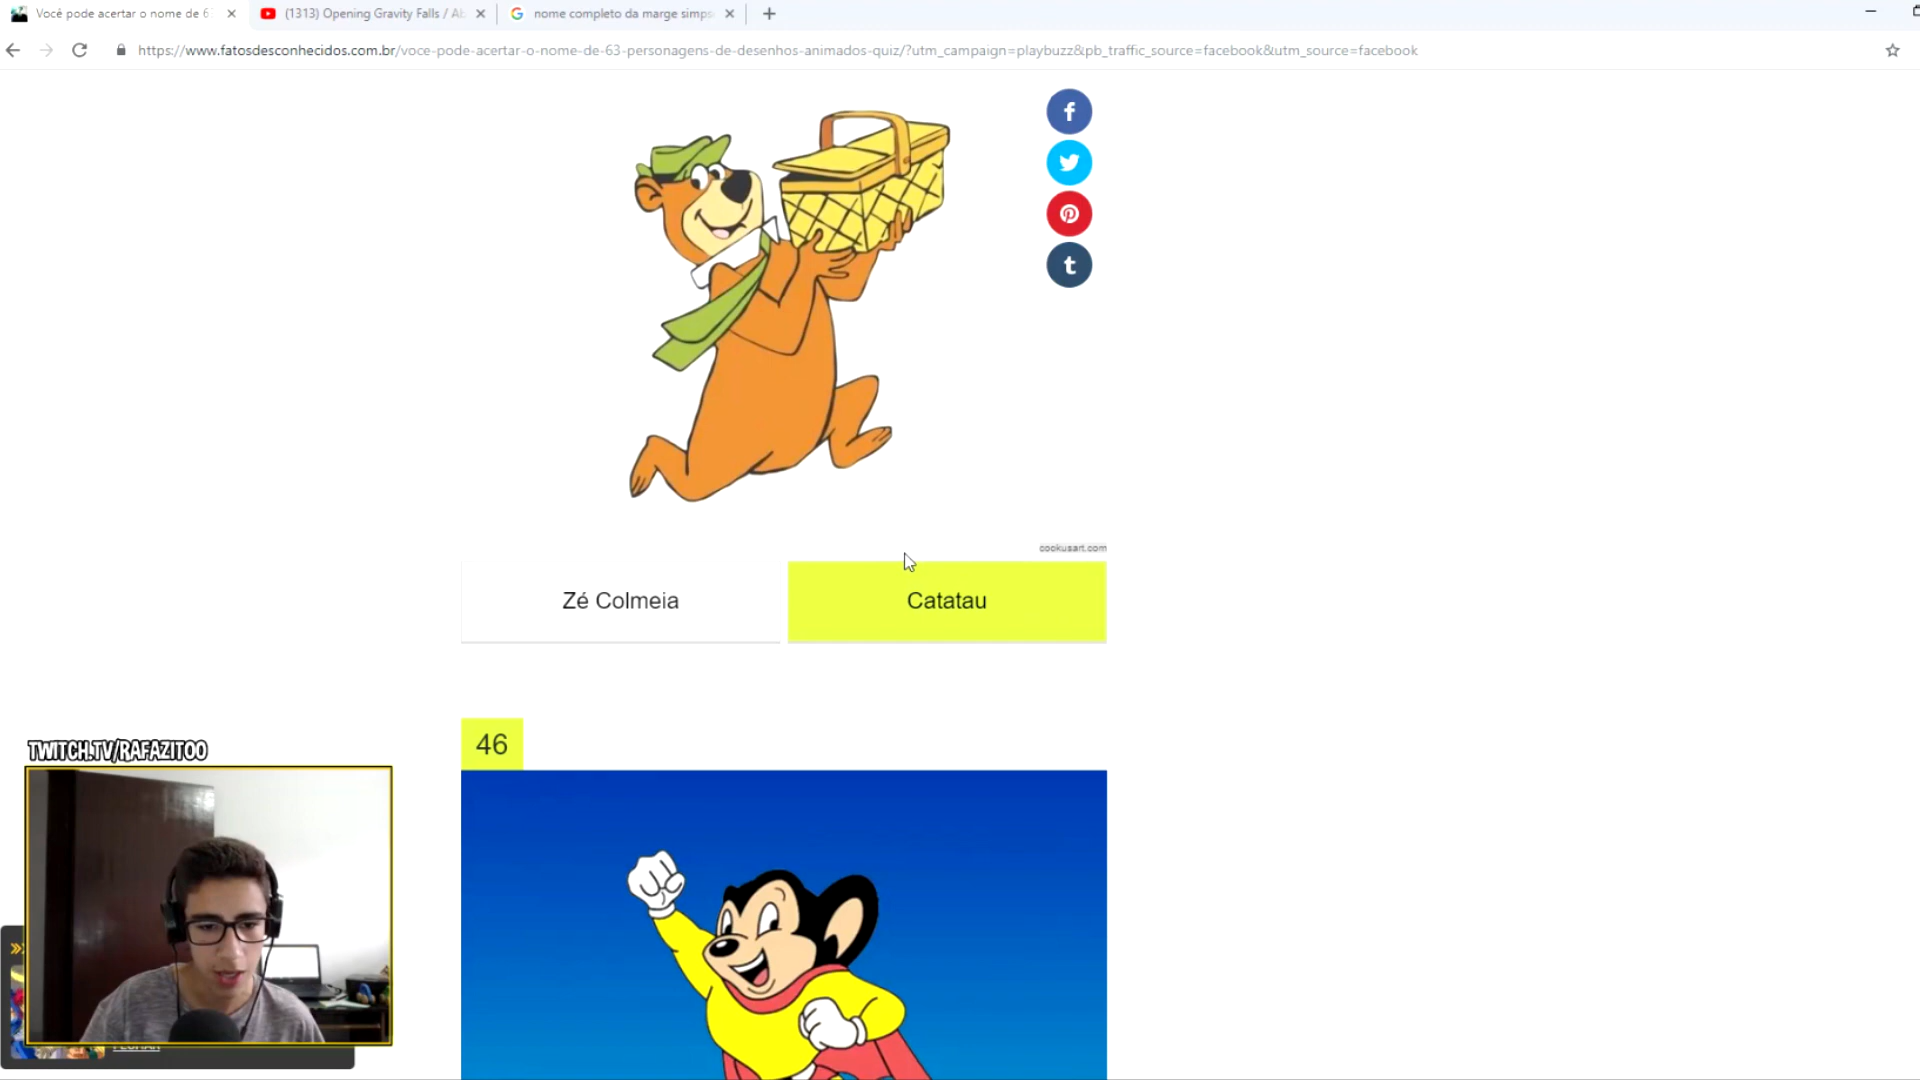 Você pode acertar o nome de 6
(1313) Opening Gravity Falls / Ab
nome completo da marge simps
https://www.fatosdesconhecidos.com.br/voce-pode-acertar-o-nome-de-63-personagens-de-desenhos-animados-quiz/?utm_campaign=playbuzz&pb_traffic_source=facebook&utm_source=facebook
cookusart.com
Zé Colmeia
Catatau
46
TWITCH.TV/RAFAZITOO